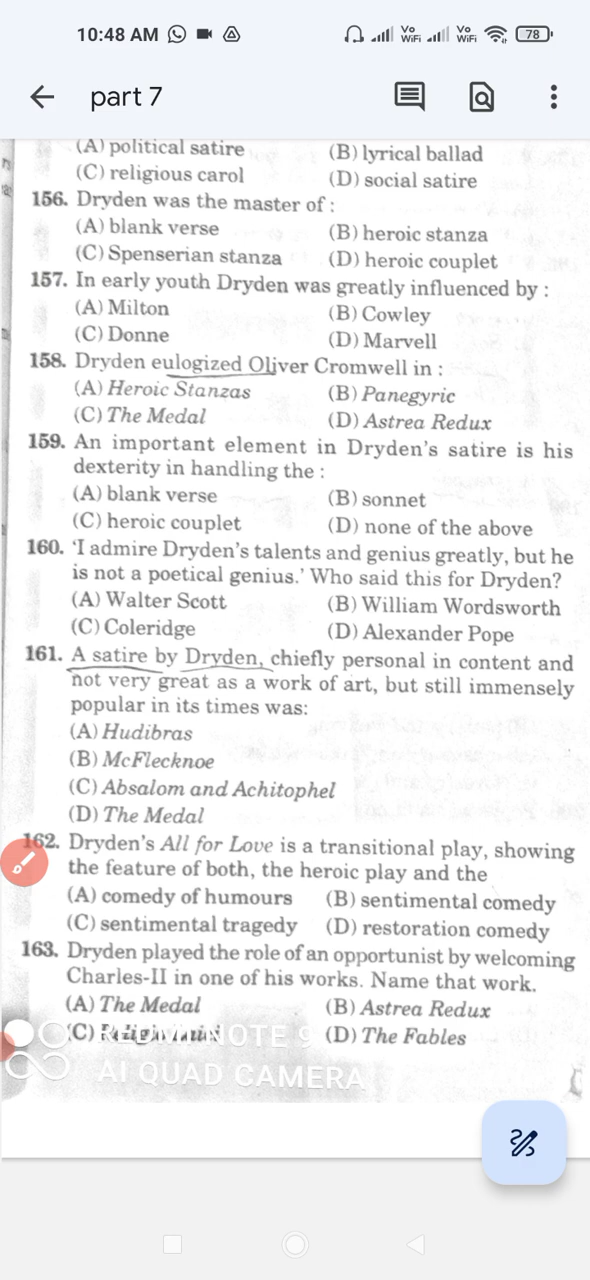 10:48 AM
Vo WiFi
Vo WiFi
78
part 7
(A) political satire (B) lyrical ballad
(C) religious carol (D) social satire
156. Dryden was the master of :
(A) blank verse (B) heroic stanza
(C) Spenserian stanza (D) heroic couplet
157. In early youth Dryden was greatly influenced by :
(A) Milton (B) Cowley
(C) Donne (D) Marvell
158. Dryden eulogized Oliver Cromwell in :
(A) Heroic Stanzas (B) Panegyric
(C) The Medal (D) Astrea Redux
159. An important element in Dryden's satire is his
dexterity in handling the :
(A) blank verse (B) sonnet
(C) heroic couplet (D) none of the above
160. 'I admire Dryden's talents and genius greatly, but he
is not a poetical genius.' Who said this for Dryden?
(A) Walter Scott (B) William Wordsworth
(C) Coleridge (D) Alexander Pope
161. A satire by Dryden, chiefly personal in content and
not very great as a work of art, but still immensely
popular in its times was:
(A) Hudibras
(B) McFlecknoe
(C) Absalom and Achitophel
(D) The Medal
162. Dryden's All for Love is a transitional play, showing
the feature of both, the heroic play and the
(A) comedy of humours (B) sentimental comedy
(C) sentimental tragedy (D) restoration comedy
163. Dryden played the role of an opportunist by welcoming
Charles-II in one of his works. Name that work.
(A) The Medal (B) Astrea Redux
(C) (D) The Fables
NOTE 9
AI QUAD CAMERA